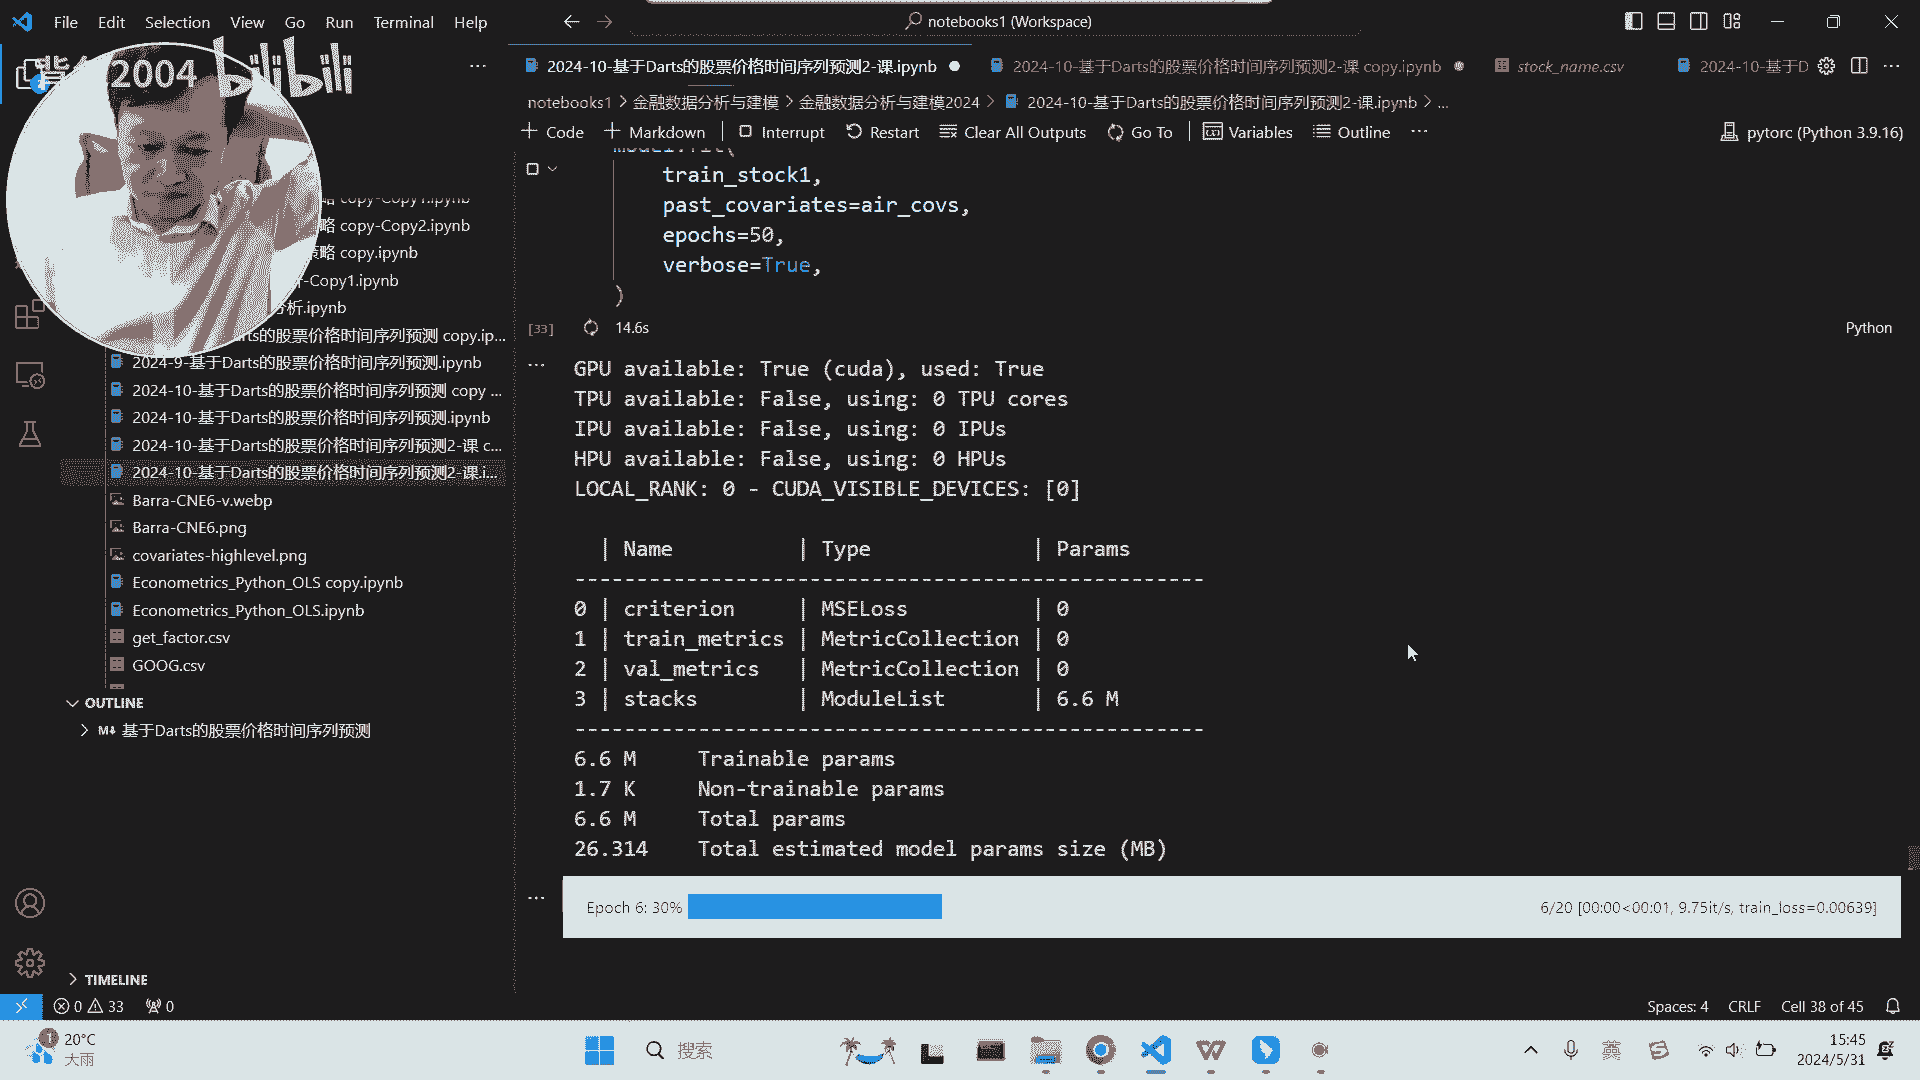 File Edit Selection View Go Run Terminal Help
notebooks1 (Workspace)
2004 bilibili
2024-10-基于Darts的股票价格时间序列预测2-课.ipynb
2024-10-基于Darts的股票价格时间序列预测2-课 copy.ipynb
stock_name.csv
2024-10-基于D
notebooks1 > 金融数据分析与建模 > 金融数据分析与建模2024 > 2024-10-基于Darts的股票价格时间序列预测2-课.ipynb > ...
+ Code + Markdown Interrupt Restart Clear All Outputs Go To Variables Outline ...
pytorc (Python 3.9.16)
model.fit(
train_stock1,
past_covariates=air_covs,
epochs=50,
verbose=True,
)
[33] 14.6s
Python
略 copy-Copy1.ipynb
略 copy-Copy2.ipynb
策略 copy.ipynb
-Copy1.ipynb
分析.ipynb
rts的股票价格时间序列预测 copy.ip...
2024-9-基于Darts的股票价格时间序列预测.ipynb
2024-10-基于Darts的股票价格时间序列预测 copy ...
2024-10-基于Darts的股票价格时间序列预测.ipynb
2024-10-基于Darts的股票价格时间序列预测2-课 c...
2024-10-基于Darts的股票价格时间序列预测2-课.i...
Barra-CNE6-v.webp
Barra-CNE6.png
covariates-highlevel.png
Econometrics_Python_OLS copy.ipynb
Econometrics_Python_OLS.ipynb
get_factor.csv
GOOG.csv
OUTLINE
M↓ 基于Darts的股票价格时间序列预测
TIMELINE
GPU available: True (cuda), used: True
TPU available: False, using: 0 TPU cores
IPU available: False, using: 0 IPUs
HPU available: False, using: 0 HPUs
LOCAL_RANK: 0 - CUDA_VISIBLE_DEVICES: [0]
| Name | Type | Params
---------------------------------------------------
0 | criterion | MSELoss | 0
1 | train_metrics | MetricCollection | 0
2 | val_metrics | MetricCollection | 0
3 | stacks | ModuleList | 6.6 M
---------------------------------------------------
6.6 M Trainable params
1.7 K Non-trainable params
6.6 M Total params
26.314 Total estimated model params size (MB)
Epoch 6: 30% 6/20 [00:00<00:01, 9.75it/s, train_loss=0.00639]
0 33 0
Spaces: 4 CRLF Cell 38 of 45
20°C
大雨
搜索
英
15:45
2024/5/31